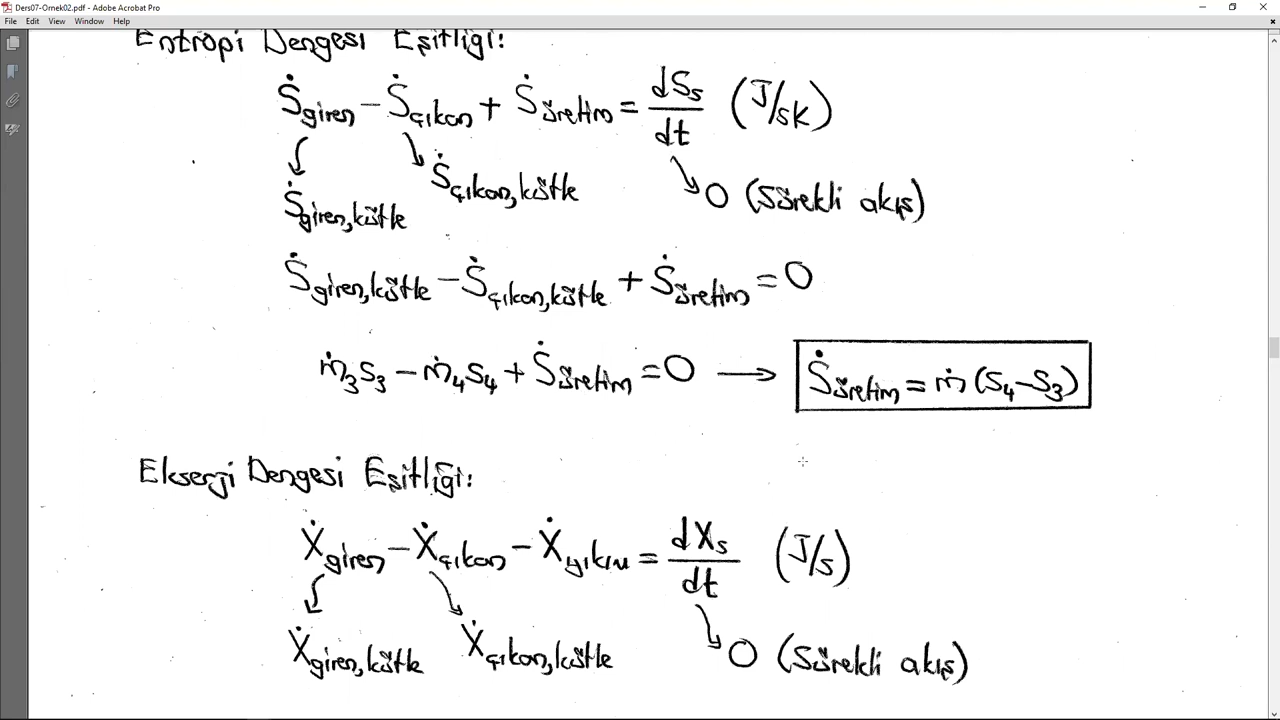 Ders07-Ornek02.pdf - Adobe Acrobat Pro
File Edit View Window Help
Entropi Dengesi Eşitliği:
Ṡgiren − Ṡçıkan + Ṡüretim = dSs/dt (J/sK)
Ṡgiren,kütle Ṡçıkan,kütle 0 (sürekli akış)
Ṡgiren,kütle − Ṡçıkan,kütle + Ṡüretim = 0
ṁ3s3 − ṁ4s4 + Ṡüretim = 0 → Ṡüretim = ṁ(s4−s3)
Ekserji Dengesi Eşitliği:
Ẋgiren − Ẋçıkan − Ẋyıkım = dXs/dt (J/s)
Ẋgiren,kütle Ẋçıkan,kütle 0 (sürekli akış)